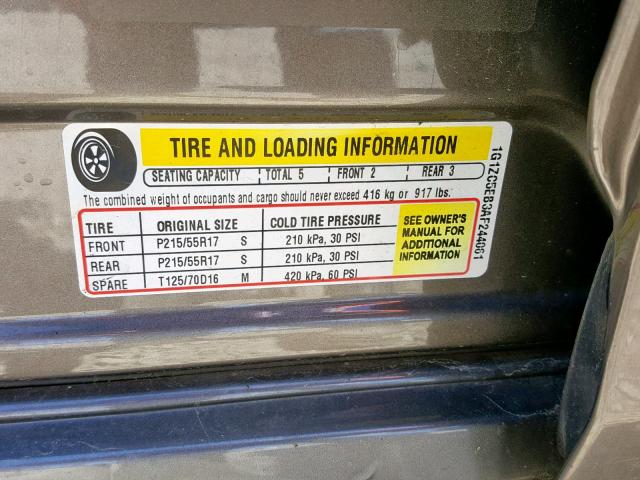 TIRE AND LOADING INFORMATION
SEATING CAPACITY TOTAL 5 FRONT 2 REAR 3
The combined weight of occupants and cargo should never exceed 416 kg or 917 lbs.
TIRE ORIGINAL SIZE COLD TIRE PRESSURE
FRONT P215/55R17 S 210 kPa, 30 PSI
REAR P215/55R17 S 210 kPa, 30 PSI
SPARE T125/70D16 M 420 kPa, 60 PSI
SEE OWNER'S
MANUAL FOR
ADDITIONAL
INFORMATION
1G1ZC5EB3AF244061